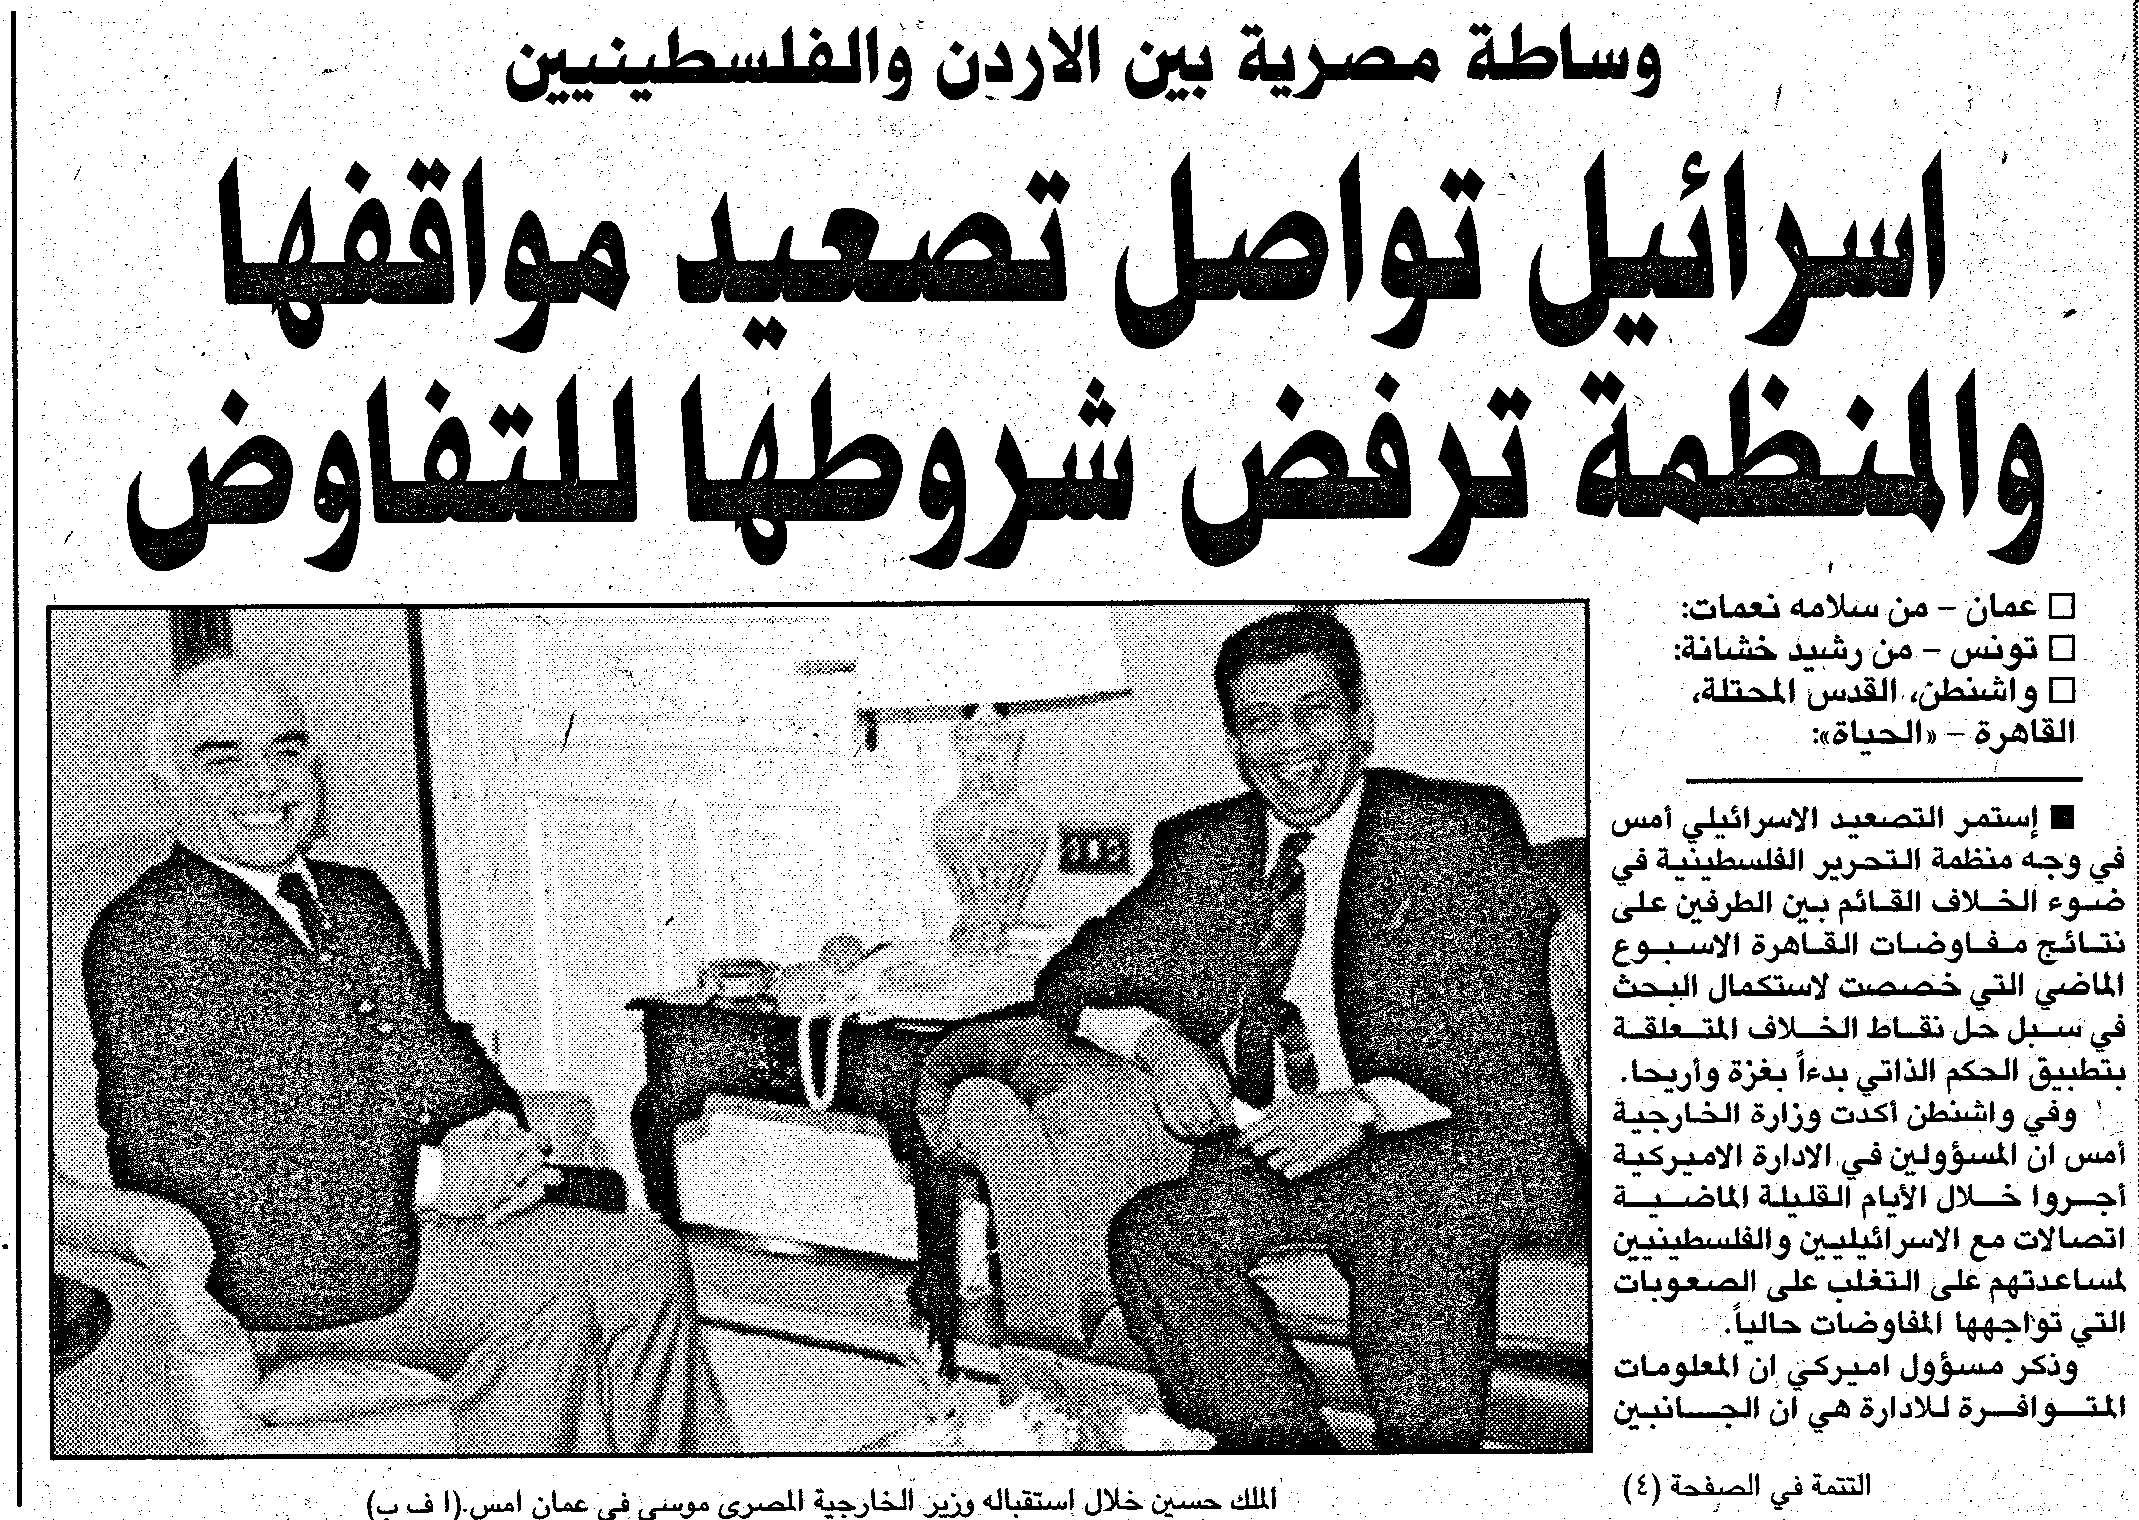 وساطة مصرية بين الاردن والفلسطينيين
اسرائيل تواصل تصعيد مواقفها
والمنظمة ترفض شروطها للتفاوض
□ عمان – من سلامه نعمات:
□ تونس – من رشيد خشانة:
□ واشنطن، القدس المحتلة،
القاهرة – «الحياة»:
■ إستمر التصعيد الاسرائيلي أمس
في وجه منظمة التحرير الفلسطينية في
ضوء الخلاف القائم بين الطرفين على
نتائج مفاوضات القاهرة الاسبوع
الماضي التي خصصت لاستكمال البحث
في سبل حل نقاط الخلاف المتعلقة
بتطبيق الحكم الذاتي بدءاً بغزة وأريحا.
وفي واشنطن أكدت وزارة الخارجية
أمس ان المسؤولين في الادارة الاميركية
أجروا خلال الأيام القليلة الماضية
اتصالات مع الاسرائيليين والفلسطينيين
لمساعدتهم على التغلب على الصعوبات
التي تواجهها المفاوضات حالياً.
وذكر مسؤول اميركي ان المعلومات
المتوافرة للادارة هي أن الجانبين
التتمة في الصفحة (٤)
الملك حسين خلال إستقباله وزير الخارجية المصري موسى في عمان امس.(ا ف ب)